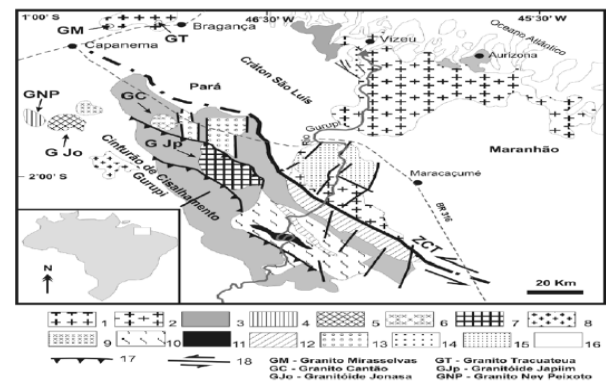 1°00' S
46°30' W
45°30' W
GM
GT
Bragança
Capanema
Vizeu
Oceano Atlântico
Aurizona
Cráton São Luís
Pará
GNP
GC
Rio Gurupi
Maranhão
G Jo
G Jp
2°00' S
Cinturão de Cisalhamento
Gurupi
Maracaçumé
BR 316
ZCT
N
20 Km
1 2 3 4 5 6 7 8
9 10 11 12 13 14 15 16
17 18
GM - Granito Mirasselvas
GT - Granito Tracuateua
GC - Granito Cantão
GJp - Granitóide Japiim
GJo - Granitóide Jonasa
GNP - Granito Ney Peixoto